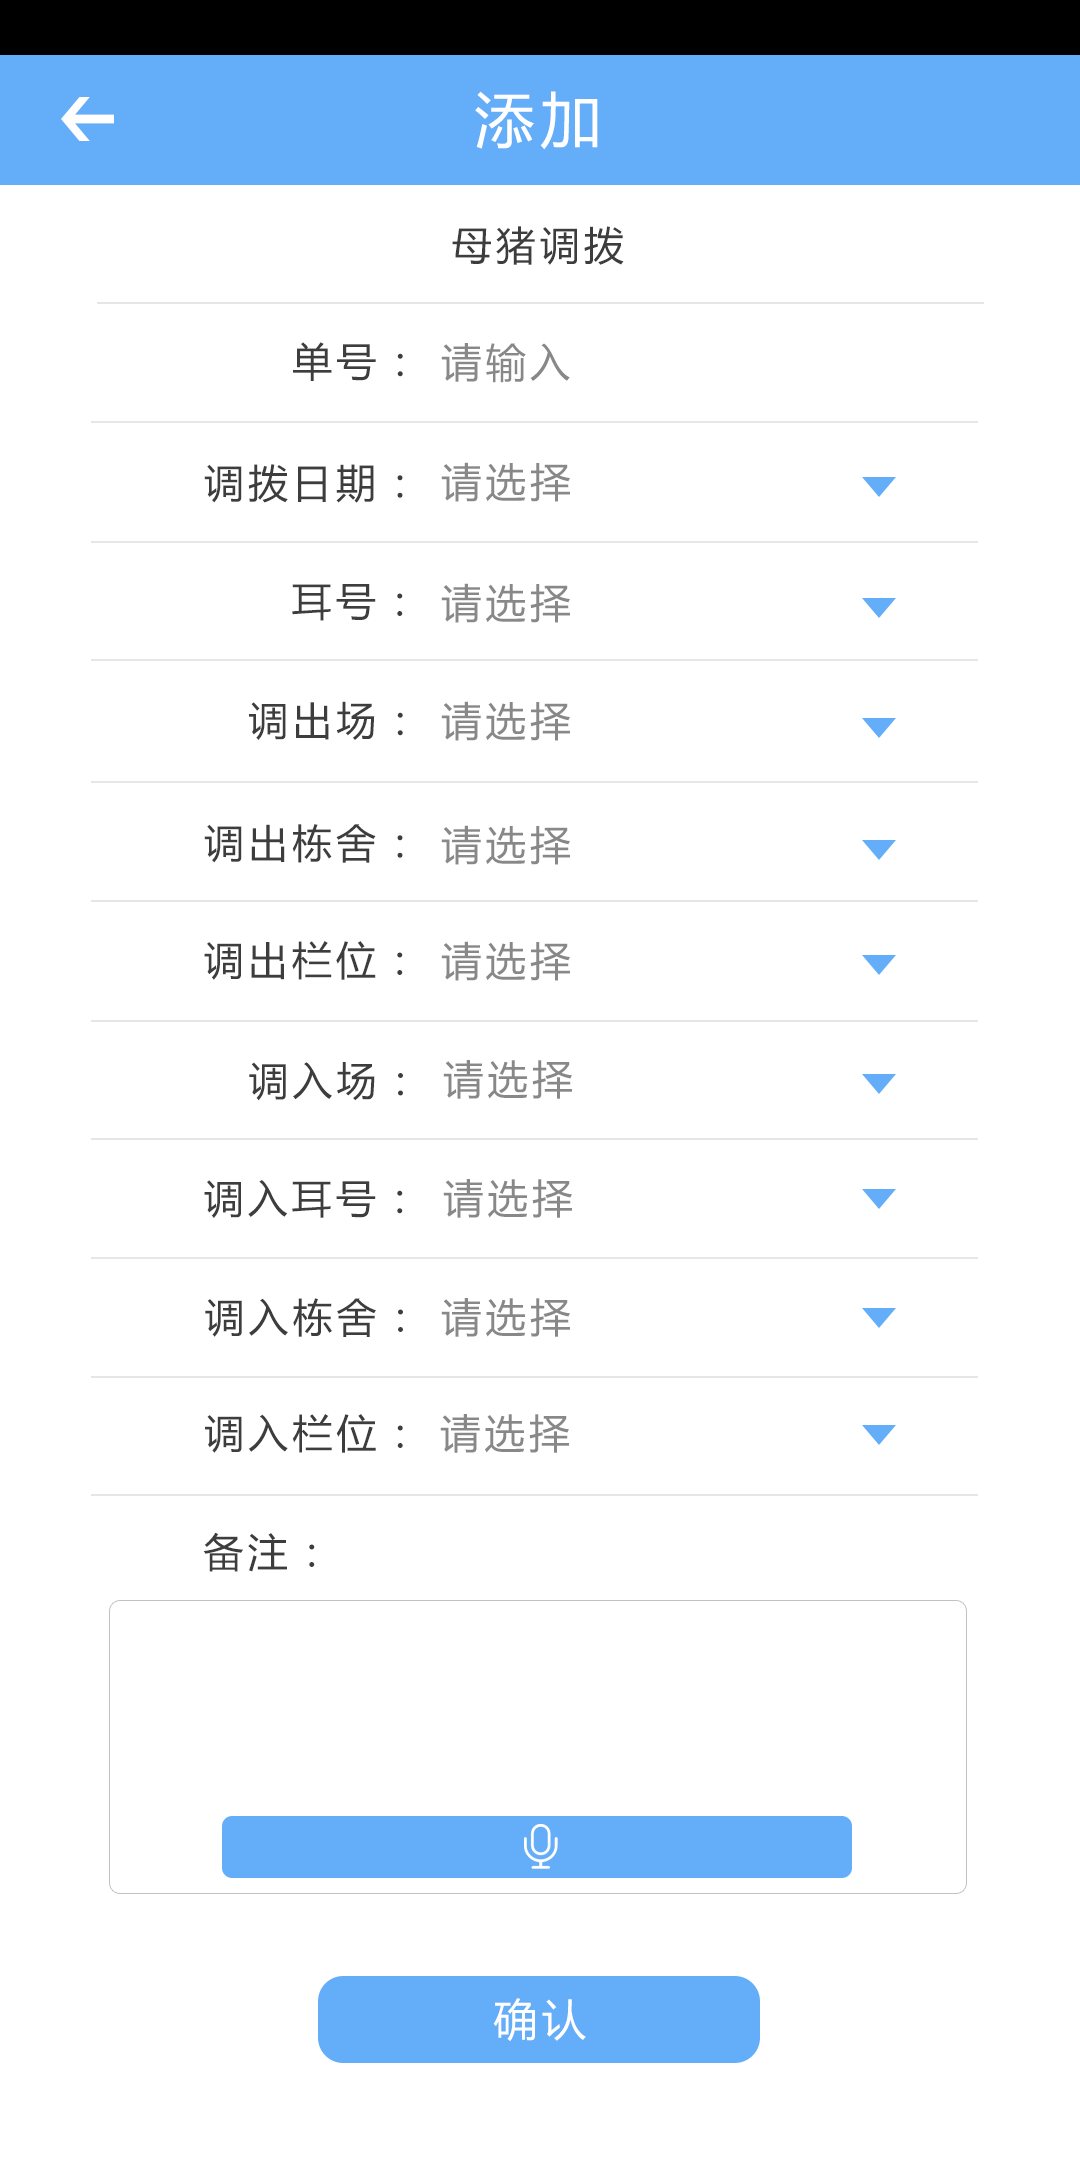 添加
母猪调拨
单号： 请输入
调拨日期： 请选择
耳号： 请选择
调出场： 请选择
调出栋舍： 请选择
调出栏位： 请选择
调入场： 请选择
调入耳号： 请选择
调入栋舍： 请选择
调入栏位： 请选择
备注：
确认